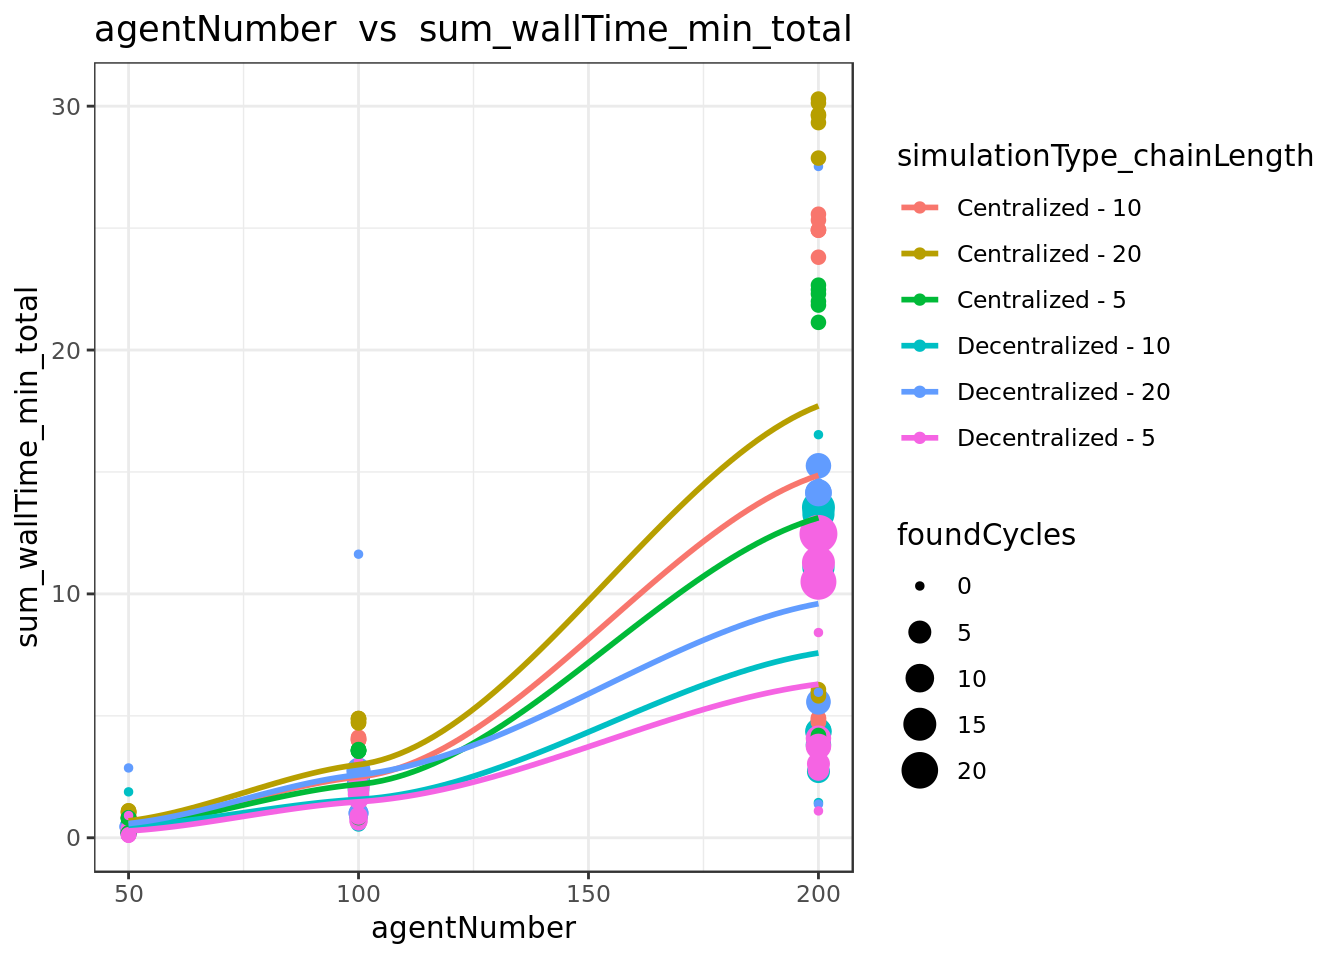 agentNumber vs sum_wallTime_min_total
sum_wallTime_min_total
30
20
10
0
50
100
150
200
agentNumber
simulationType_chainLength
Centralized - 10
Centralized - 20
Centralized - 5
Decentralized - 10
Decentralized - 20
Decentralized - 5
foundCycles
0
5
10
15
20